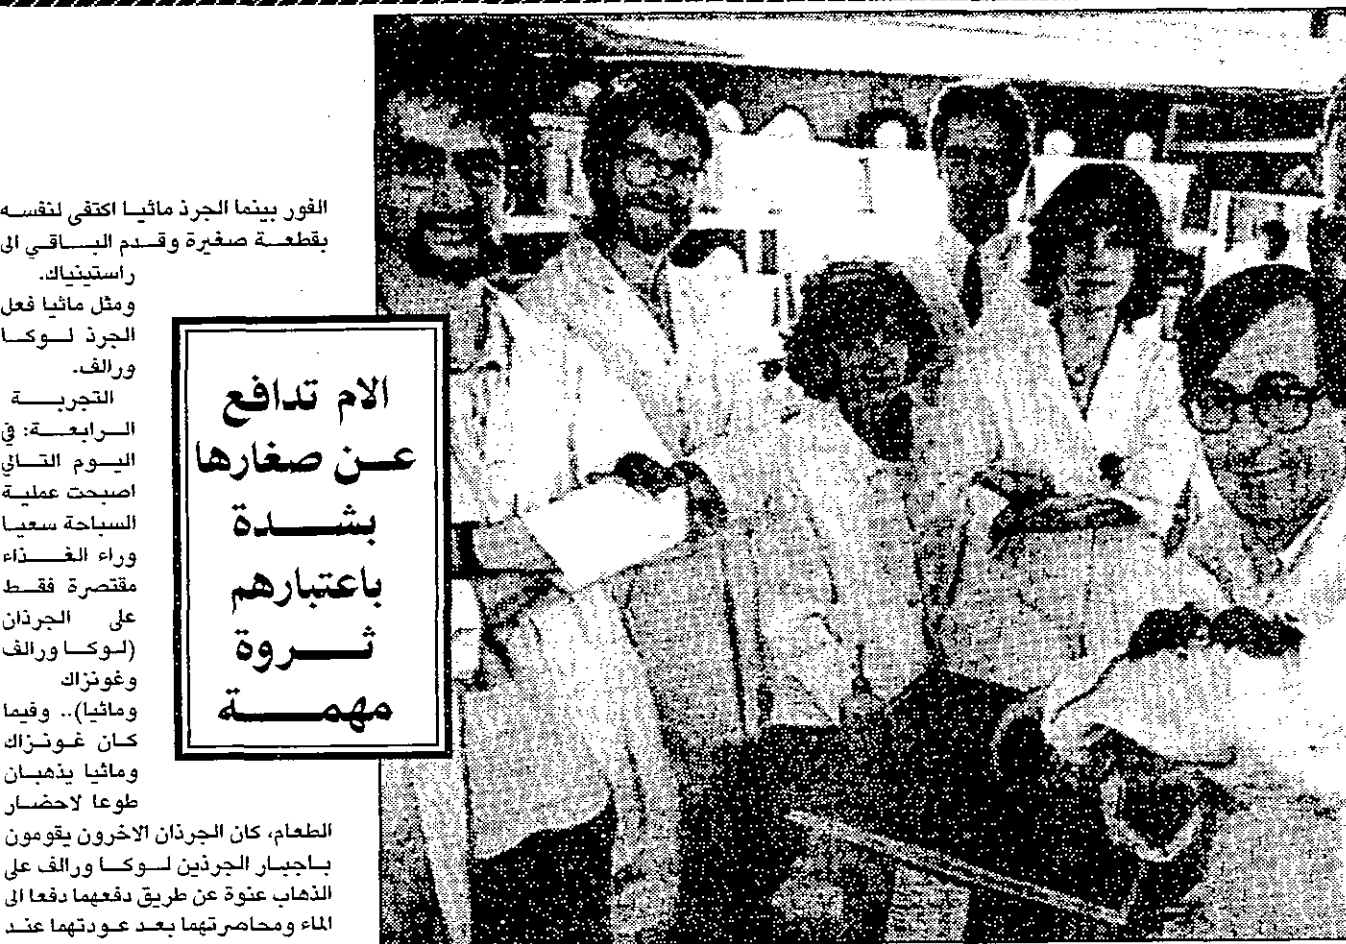 الفور بينما الجرذ ماثيا اكتفى لنفسه
بقطعة صغيرة وقدم الباقي الى
راستينياك.
ومثل ماثيا فعل
الجرذ لوكا
ورالف.
التجربة
الرابعة: في
اليوم التالي
اصبحت عملية
السباحة سعيا
وراء الغذاء
مقتصرة فقط
على الجرذان
(لوكا ورالف
وغونزاك
وماثيا).. وفيما
كان غونزاك
وماثيا يذهبان
طوعا لاحضار
الطعام، كان الجرذان الاخرون يقومون
باجبار الجرذين لوكا ورالف على
الذهاب عنوة عن طريق دفعهما دفعا الى
الماء ومحاصرتهما بعد عودتهما عند
الام تدافع
عن صغارها
بشدة
باعتبارهم
ثروة
مهمة